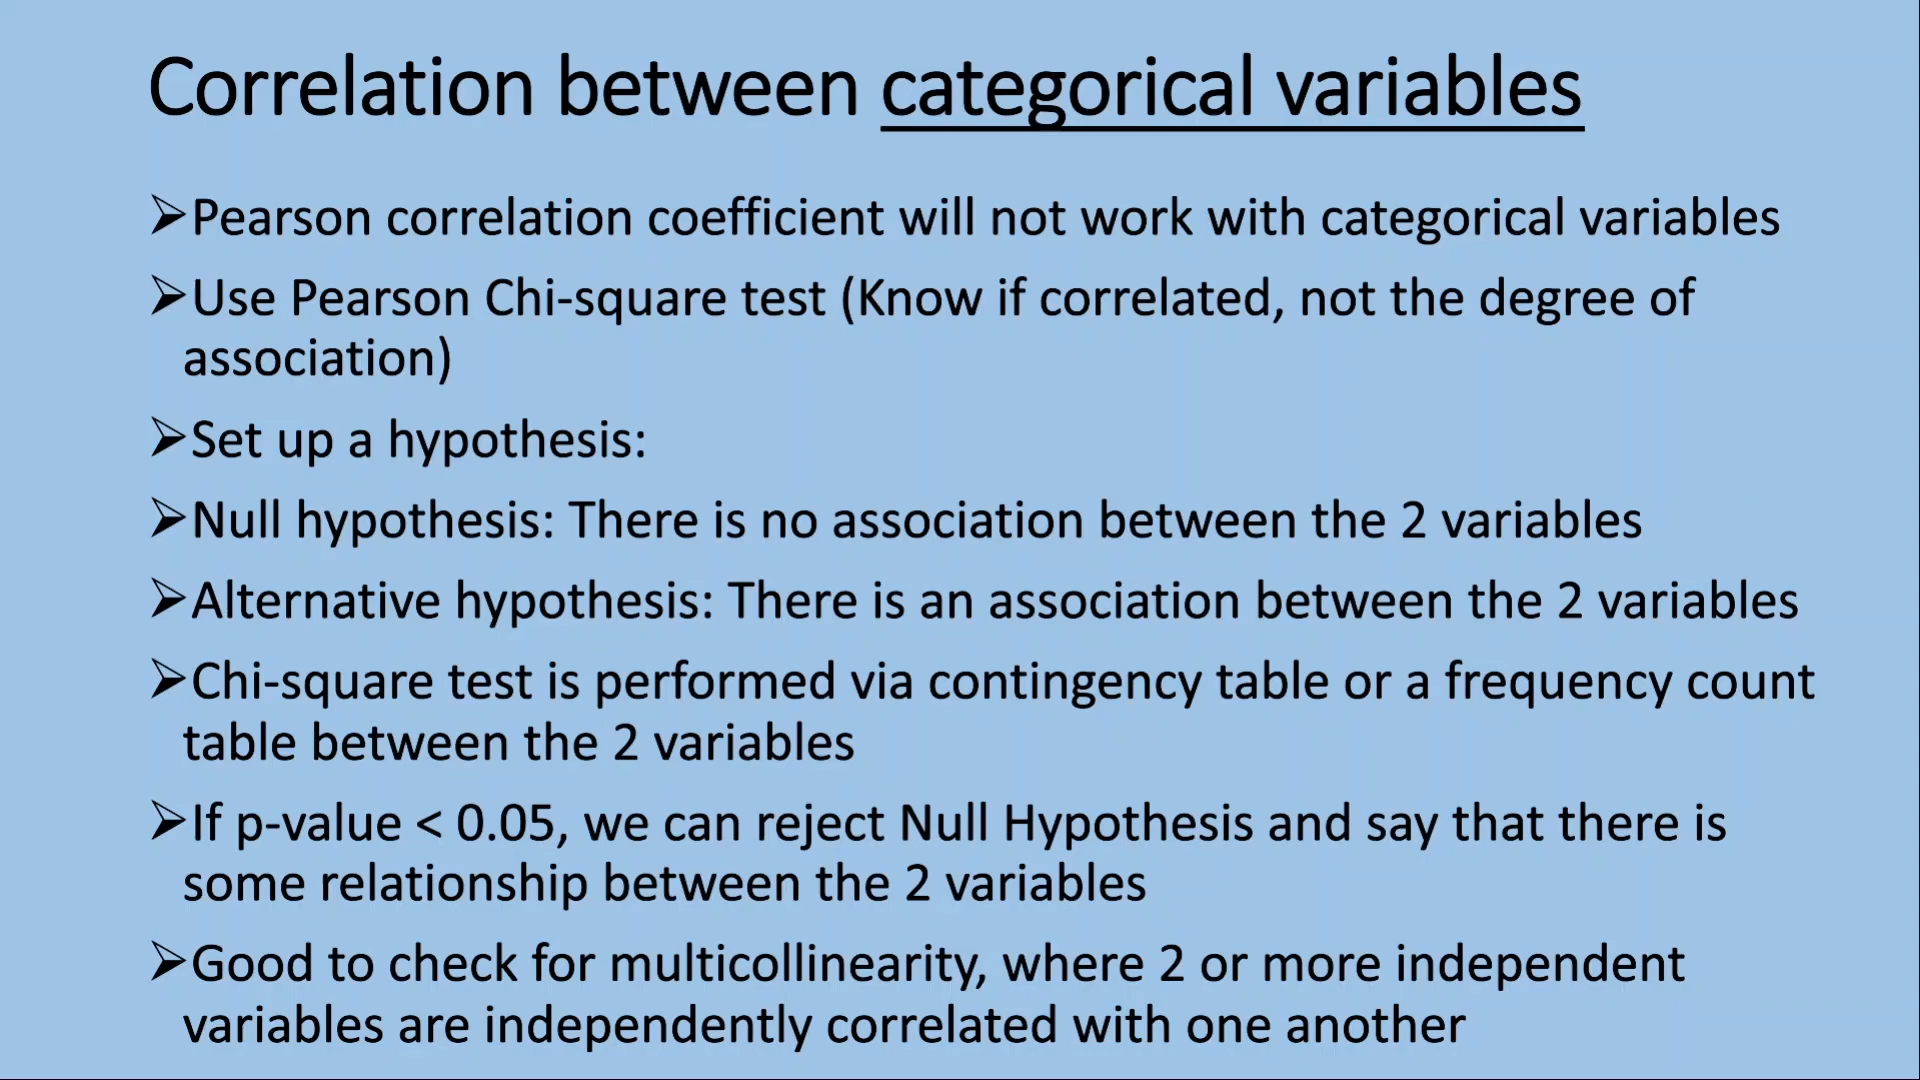 Correlation between categorical variables
➢Pearson correlation coefficient will not work with categorical variables
➢Use Pearson Chi-square test (Know if correlated, not the degree of
association)
➢Set up a hypothesis:
➢Null hypothesis: There is no association between the 2 variables
➢Alternative hypothesis: There is an association between the 2 variables
➢Chi-square test is performed via contingency table or a frequency count
table between the 2 variables
➢If p-value < 0.05, we can reject Null Hypothesis and say that there is
some relationship between the 2 variables
➢Good to check for multicollinearity, where 2 or more independent
variables are independently correlated with one another